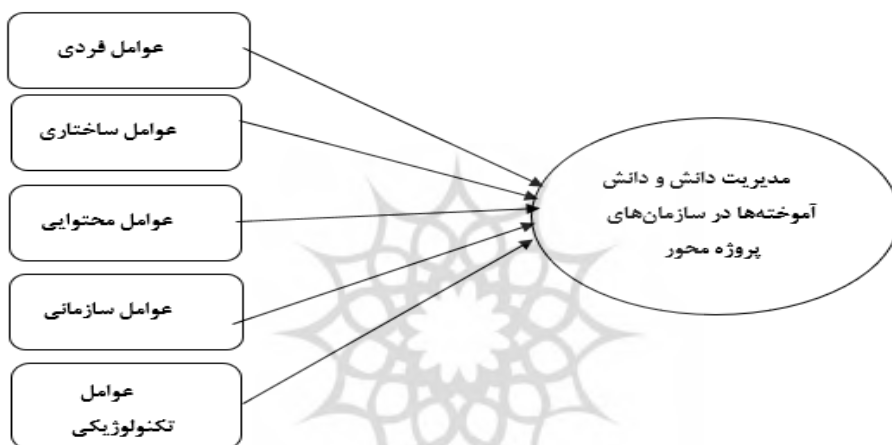 عوامل فردی
عوامل ساختاری
عوامل محتوایی
عوامل سازمانی
عوامل
تکنولوژیکی
مدیریت دانش و دانش
آموخته‌ها در سازمان‌های
پروژه محور